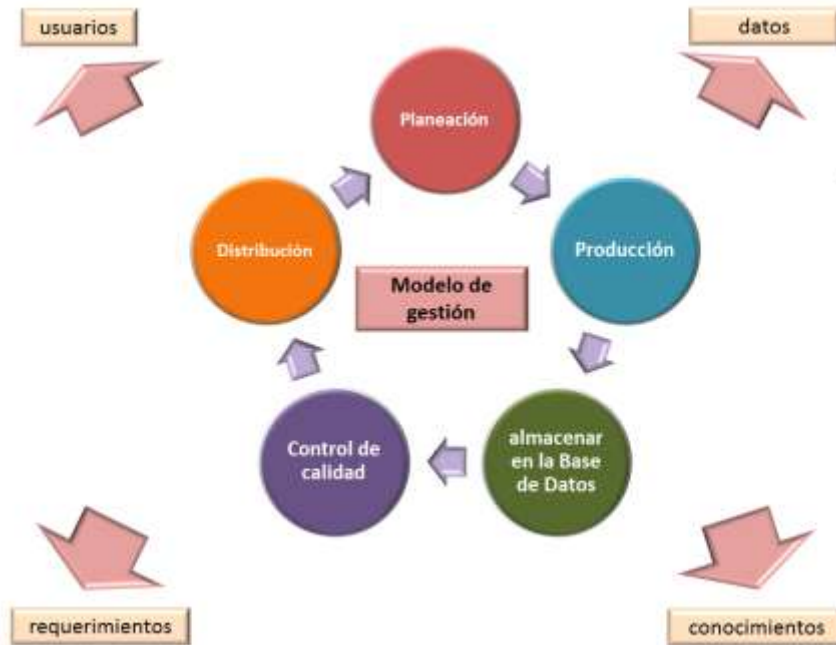 usuarios
datos
Planeación
Distribución
Producción
Modelo de
gestión
Control de
calidad
almacenar
en la Base
de Datos
requerimientos
conocimientos